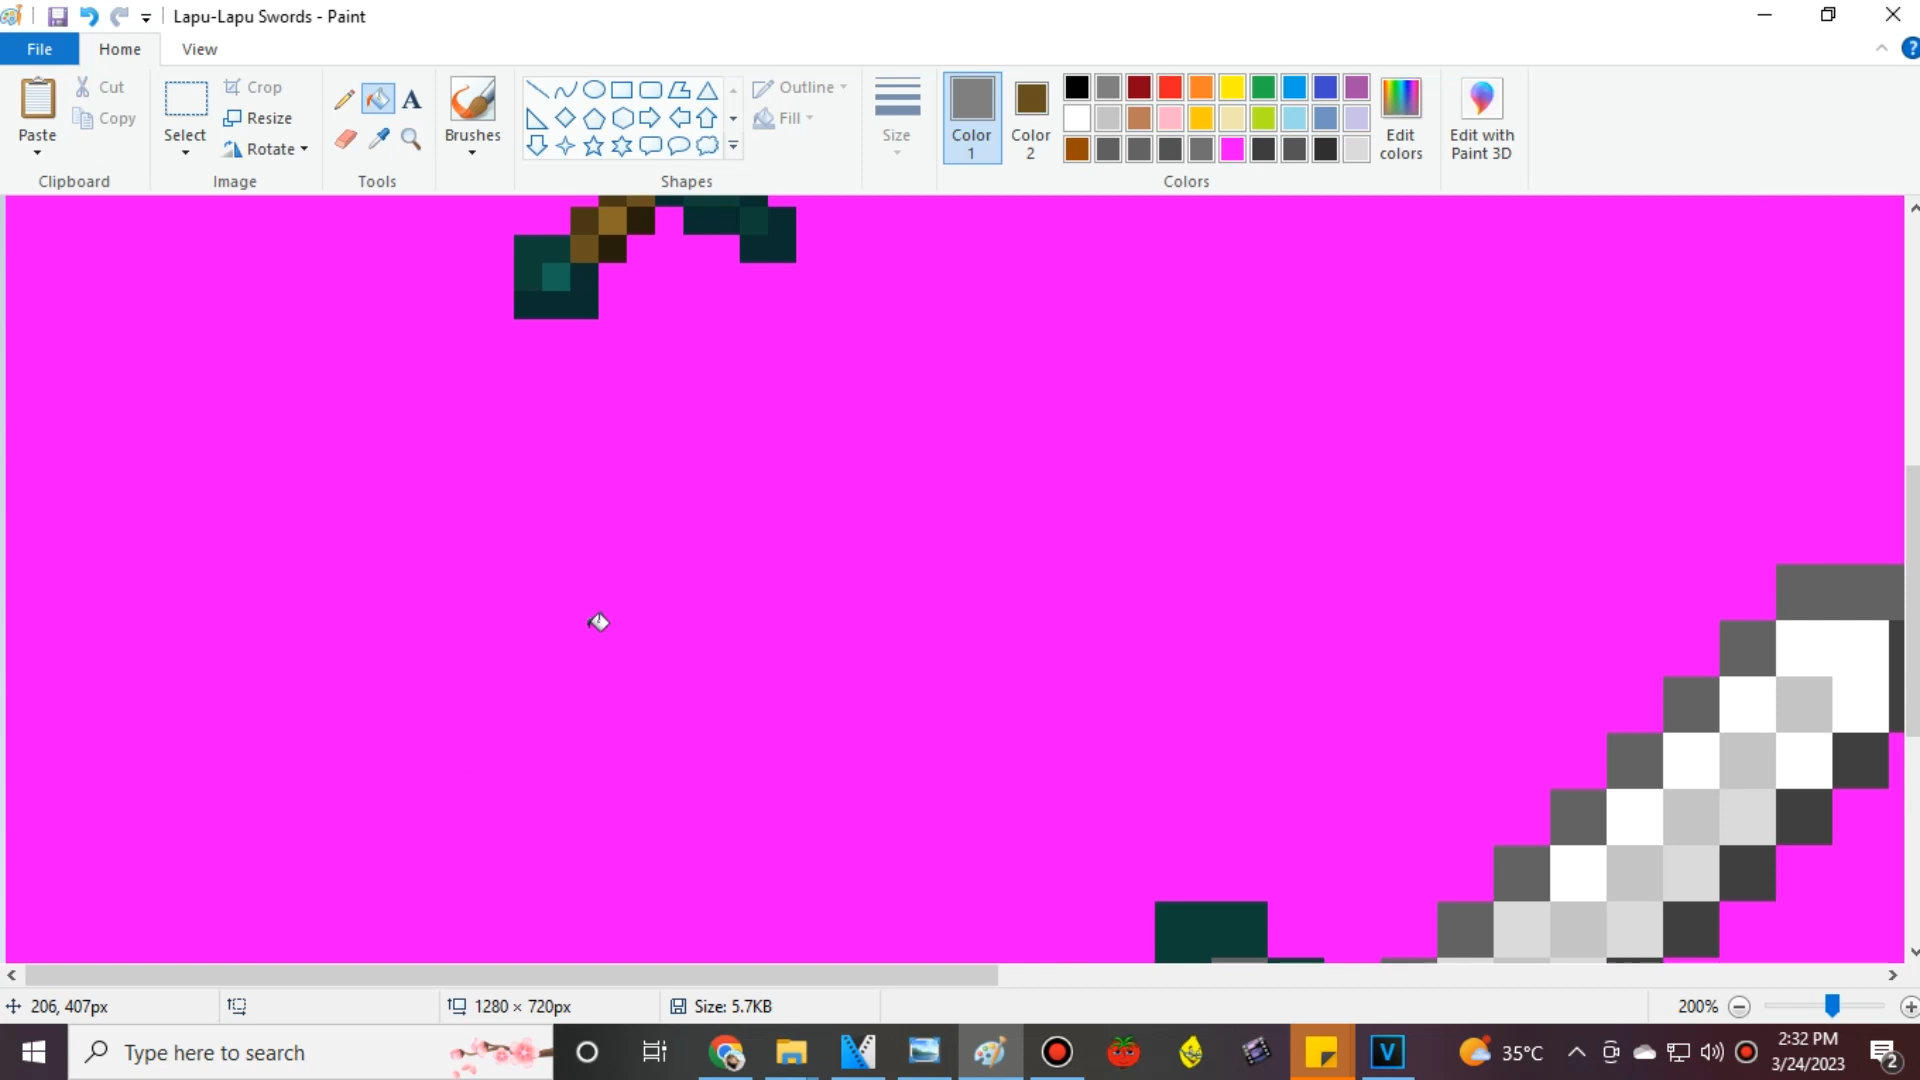 Lapu-Lapu Swords - Paint
File Home View
Paste Cut Copy Clipboard
Select Crop Resize Rotate Image
A Tools
Brushes
Shapes
Outline Fill
Size
Color 1
Color 2
Colors
Edit colors
Edit with Paint 3D
?
206, 407px
1280 × 720px
Size: 5.7KB
200%
Type here to search
V
35°C
2:32 PM
3/24/2023
2